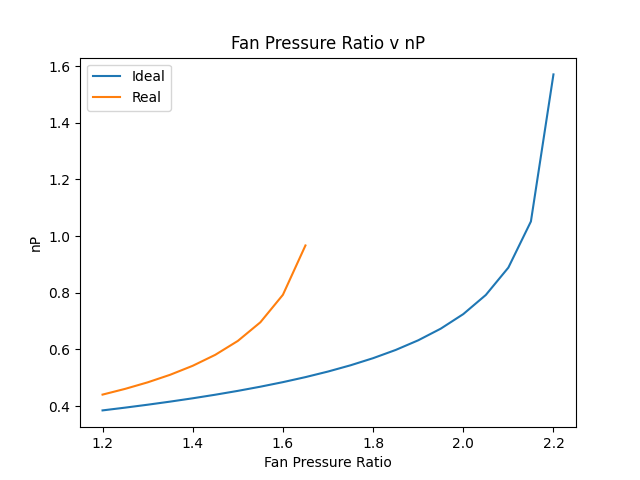 Fan Pressure Ratio v nP
Ideal
Real
nP
1.6
1.4
1.2
1.0
0.8
0.6
0.4
1.2 1.4 1.6 1.8 2.0 2.2
Fan Pressure Ratio